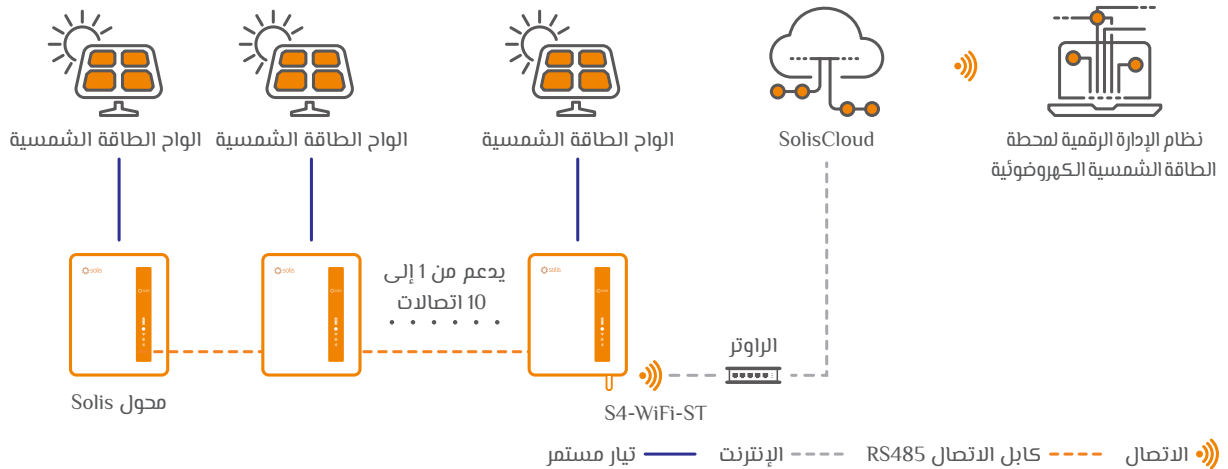 الواح الطاقة الشمسية
الواح الطاقة الشمسية
الواح الطاقة الشمسية
SolisCloud
نظام الإدارة الرقمية لمحطة
الطاقة الشمسية الكهروضوئية
solis
solis
solis
يدعم من 1 إلى
10 اتصالات
الراوتر
محول Solis
S4-WiFi-ST
الاتصال
كابل الاتصال RS485
الإنترنت
تيار مستمر